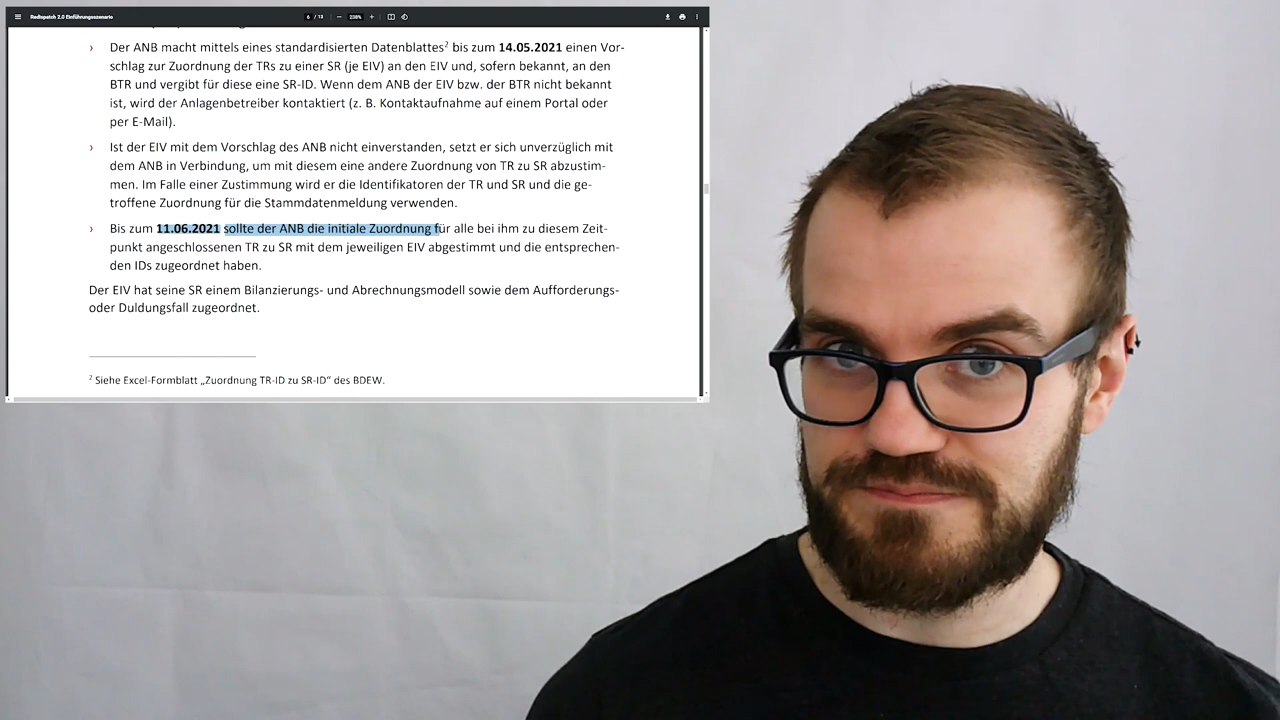 Redispatch 2.0 Einführungsszenario
6 / 13
238%
› Der ANB macht mittels eines standardisierten Datenblattes² bis zum 14.05.2021 einen Vor-
schlag zur Zuordnung der TRs zu einer SR (je EIV) an den EIV und, sofern bekannt, an den
BTR und vergibt für diese eine SR-ID. Wenn dem ANB der EIV bzw. der BTR nicht bekannt
ist, wird der Anlagenbetreiber kontaktiert (z. B. Kontaktaufnahme auf einem Portal oder
per E-Mail).
› Ist der EIV mit dem Vorschlag des ANB nicht einverstanden, setzt er sich unverzüglich mit
dem ANB in Verbindung, um mit diesem eine andere Zuordnung von TR zu SR abzustim-
men. Im Falle einer Zustimmung wird er die Identifikatoren der TR und SR und die ge-
troffene Zuordnung für die Stammdatenmeldung verwenden.
› Bis zum 11.06.2021 sollte der ANB die initiale Zuordnung für alle bei ihm zu diesem Zeit-
punkt angeschlossenen TR zu SR mit dem jeweiligen EIV abgestimmt und die entsprechen-
den IDs zugeordnet haben.
Der EIV hat seine SR einem Bilanzierungs- und Abrechnungsmodell sowie dem Aufforderungs-
oder Duldungsfall zugeordnet.
² Siehe Excel-Formblatt „Zuordnung TR-ID zu SR-ID“ des BDEW.